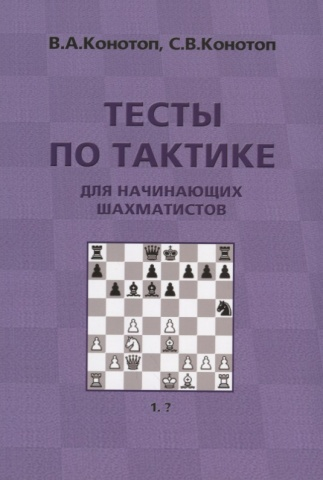 В.А.Конотоп, С.В.Конотоп
ТЕСТЫ
ПО ТАКТИКЕ
ДЛЯ НАЧИНАЮЩИХ
ШАХМАТИСТОВ
1. ?